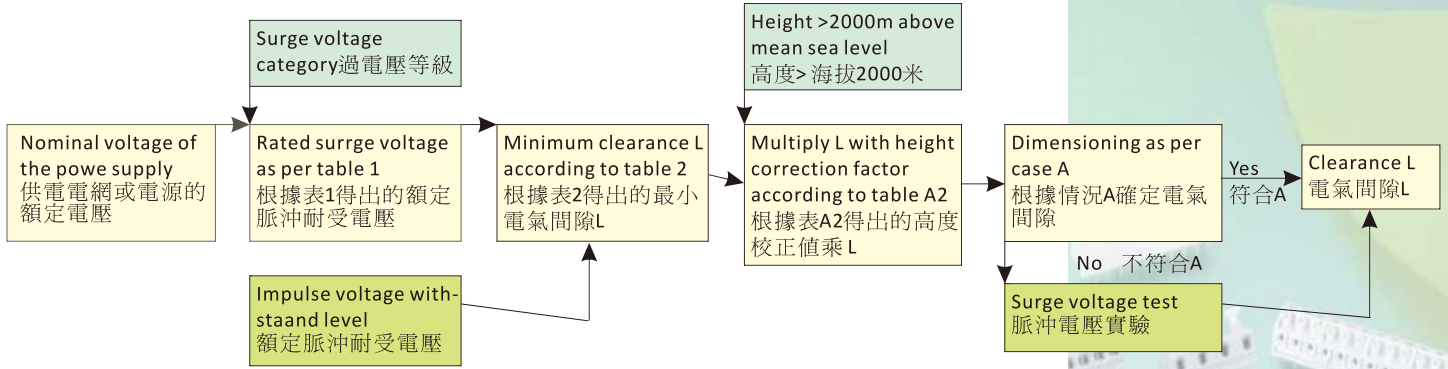 Surge voltage
category過電壓等級
Height >2000m above
mean sea level
高度> 海拔2000米
Nominal voltage of
the powe supply
供電電網或電源的
額定電壓
Rated surrge voltage
as per table 1
根據表1得出的額定
脈沖耐受電壓
Minimum clearance L
according to table 2
根據表2得出的最小
電氣間隙L
Multiply L with height
correction factor
according to table A2
根據表A2得出的高度
校正値乘 L
Dimensioning as per
case A
根據情況A確定電氣
間隙
Yes
符合A
Clearance L
電氣間隙L
No 不符合A
Impulse voltage with-
staand level
額定脈沖耐受電壓
Surge voltage test
脈沖電壓實驗